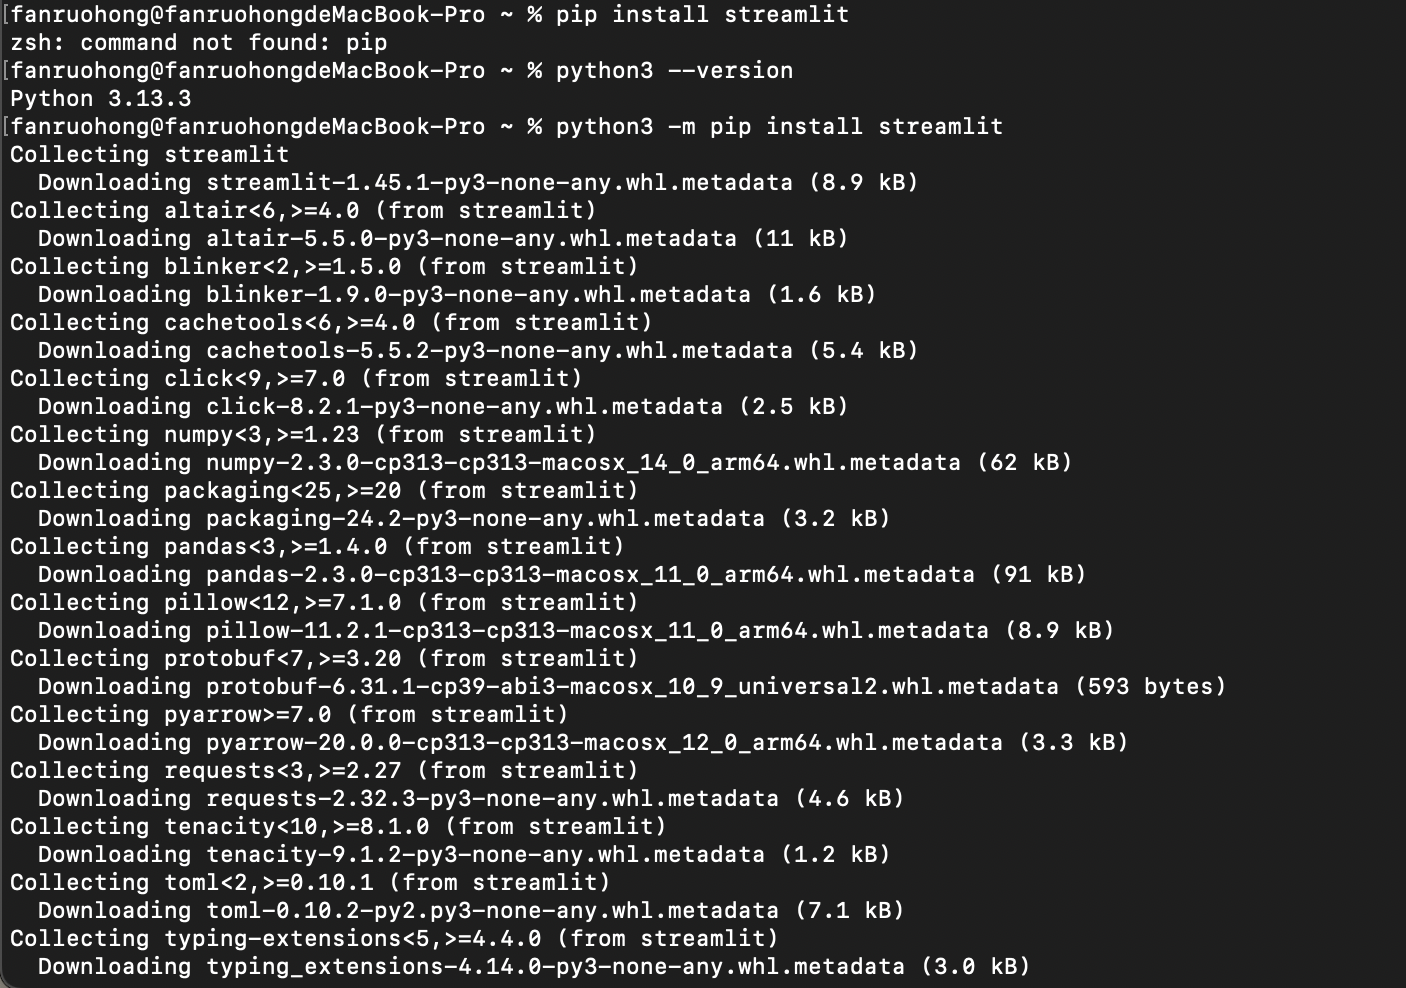 [fanruohong@fanruohongdeMacBook-Pro ~ % pip install streamlit
zsh: command not found: pip
[fanruohong@fanruohongdeMacBook-Pro ~ % python3 --version
Python 3.13.3
[fanruohong@fanruohongdeMacBook-Pro ~ % python3 -m pip install streamlit
Collecting streamlit
  Downloading streamlit-1.45.1-py3-none-any.whl.metadata (8.9 kB)
Collecting altair<6,>=4.0 (from streamlit)
  Downloading altair-5.5.0-py3-none-any.whl.metadata (11 kB)
Collecting blinker<2,>=1.5.0 (from streamlit)
  Downloading blinker-1.9.0-py3-none-any.whl.metadata (1.6 kB)
Collecting cachetools<6,>=4.0 (from streamlit)
  Downloading cachetools-5.5.2-py3-none-any.whl.metadata (5.4 kB)
Collecting click<9,>=7.0 (from streamlit)
  Downloading click-8.2.1-py3-none-any.whl.metadata (2.5 kB)
Collecting numpy<3,>=1.23 (from streamlit)
  Downloading numpy-2.3.0-cp313-cp313-macosx_14_0_arm64.whl.metadata (62 kB)
Collecting packaging<25,>=20 (from streamlit)
  Downloading packaging-24.2-py3-none-any.whl.metadata (3.2 kB)
Collecting pandas<3,>=1.4.0 (from streamlit)
  Downloading pandas-2.3.0-cp313-cp313-macosx_11_0_arm64.whl.metadata (91 kB)
Collecting pillow<12,>=7.1.0 (from streamlit)
  Downloading pillow-11.2.1-cp313-cp313-macosx_11_0_arm64.whl.metadata (8.9 kB)
Collecting protobuf<7,>=3.20 (from streamlit)
  Downloading protobuf-6.31.1-cp39-abi3-macosx_10_9_universal2.whl.metadata (593 bytes)
Collecting pyarrow>=7.0 (from streamlit)
  Downloading pyarrow-20.0.0-cp313-cp313-macosx_12_0_arm64.whl.metadata (3.3 kB)
Collecting requests<3,>=2.27 (from streamlit)
  Downloading requests-2.32.3-py3-none-any.whl.metadata (4.6 kB)
Collecting tenacity<10,>=8.1.0 (from streamlit)
  Downloading tenacity-9.1.2-py3-none-any.whl.metadata (1.2 kB)
Collecting toml<2,>=0.10.1 (from streamlit)
  Downloading toml-0.10.2-py2.py3-none-any.whl.metadata (7.1 kB)
Collecting typing-extensions<5,>=4.4.0 (from streamlit)
  Downloading typing_extensions-4.14.0-py3-none-any.whl.metadata (3.0 kB)